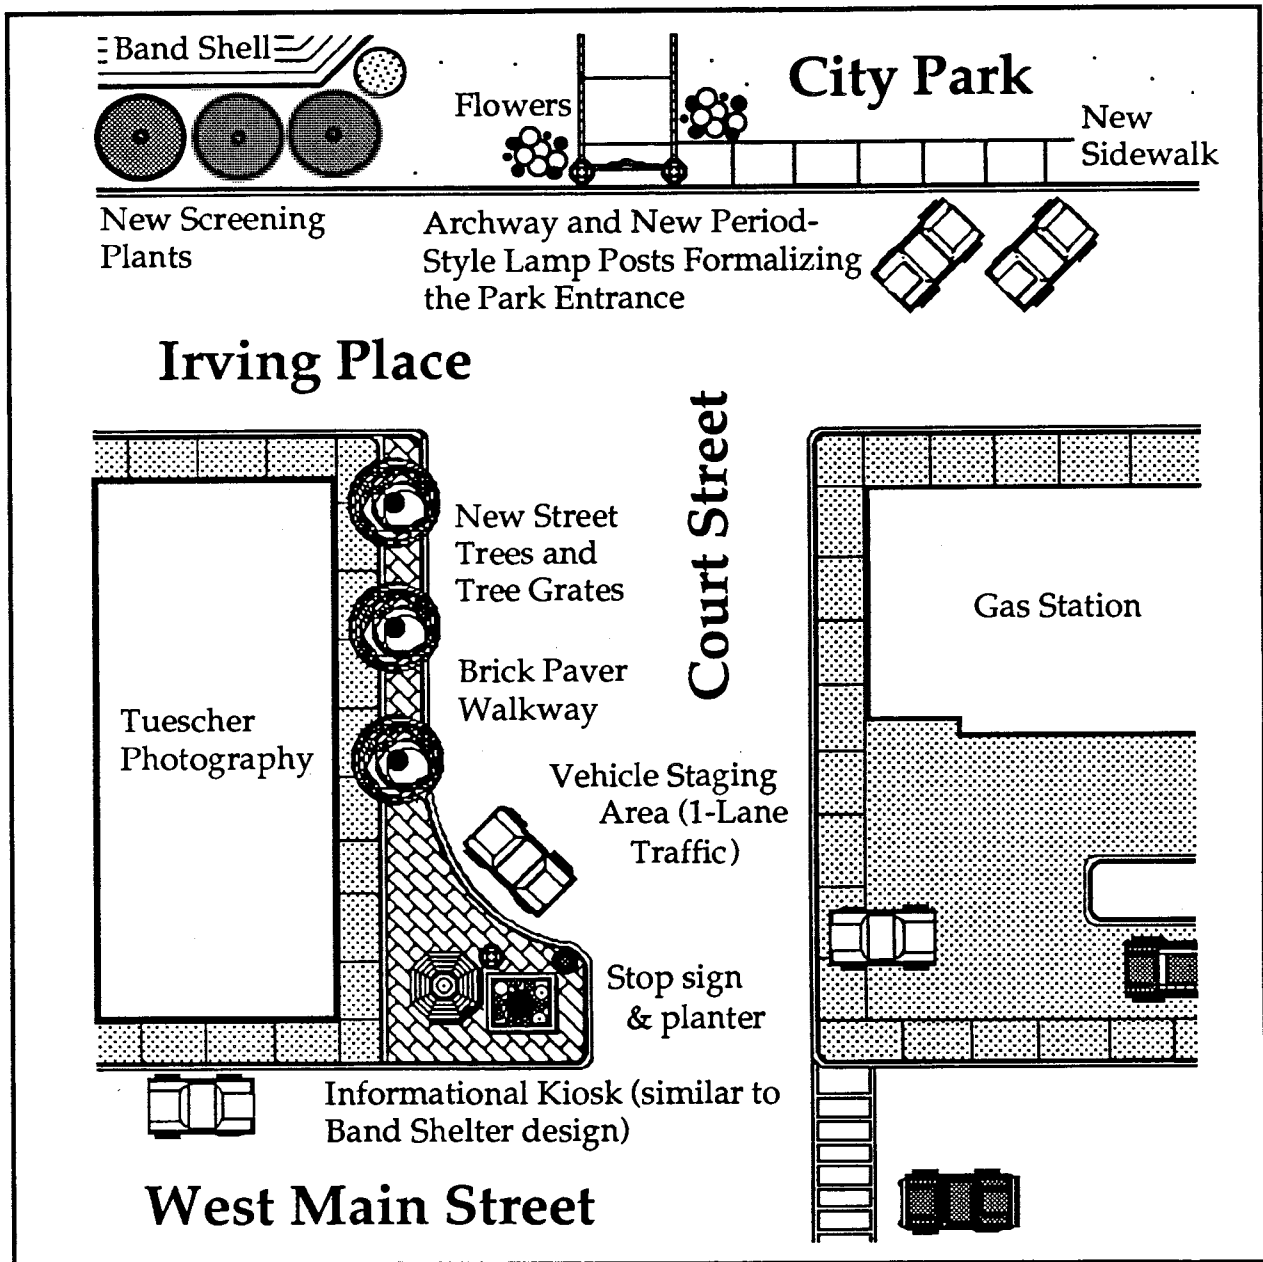 Band Shell
City Park
Flowers
New
Sidewalk
New Screening
Plants
Archway and New Period-
Style Lamp Posts Formalizing
the Park Entrance
Irving Place
Court Street
New Street
Trees and
Tree Grates
Gas Station
Brick Paver
Walkway
Tuescher
Photography
Vehicle Staging
Area (1-Lane
Traffic)
Stop sign
& planter
Informational Kiosk (similar to
Band Shelter design)
West Main Street